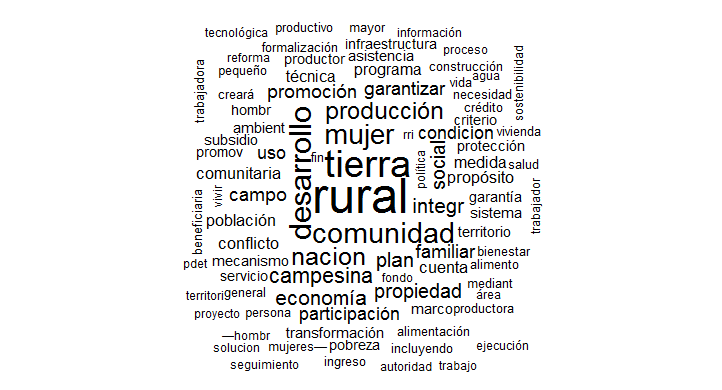 tecnológica productivo mayor información
formalización infraestructura proceso
reforma productor asistencia
pequeño técnica programa construcción
vida agua
trabajadora creará promoción garantizar necesidad sostenibilidad
hombr producción crédito
criterio
ambient desarrollo mujer rri condicion vivienda
subsidio protección
promov uso fin tierra política social medida salud
comunitaria propósito
vivir campo rural integr garantía trabajador
beneficiaria población sistema
comunidad territorio
conflicto familiar bienestar
pdet mecanismo nacion plan cuenta alimento
servicio campesina fondo mediant
territori general economía propiedad área
proyecto persona participación marco productora
—hombr transformación alimentación
solucion mujeres— pobreza incluyendo ejecución
seguimiento ingreso autoridad trabajo